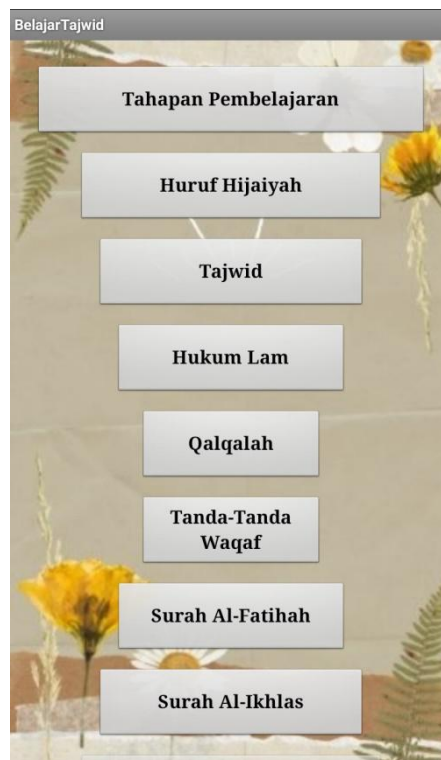 BelajarTajwid
Tahapan Pembelajaran
Huruf Hijaiyah
Tajwid
Hukum Lam
Qalqalah
Tanda-Tanda
Waqaf
Surah Al-Fatihah
Surah Al-Ikhlas